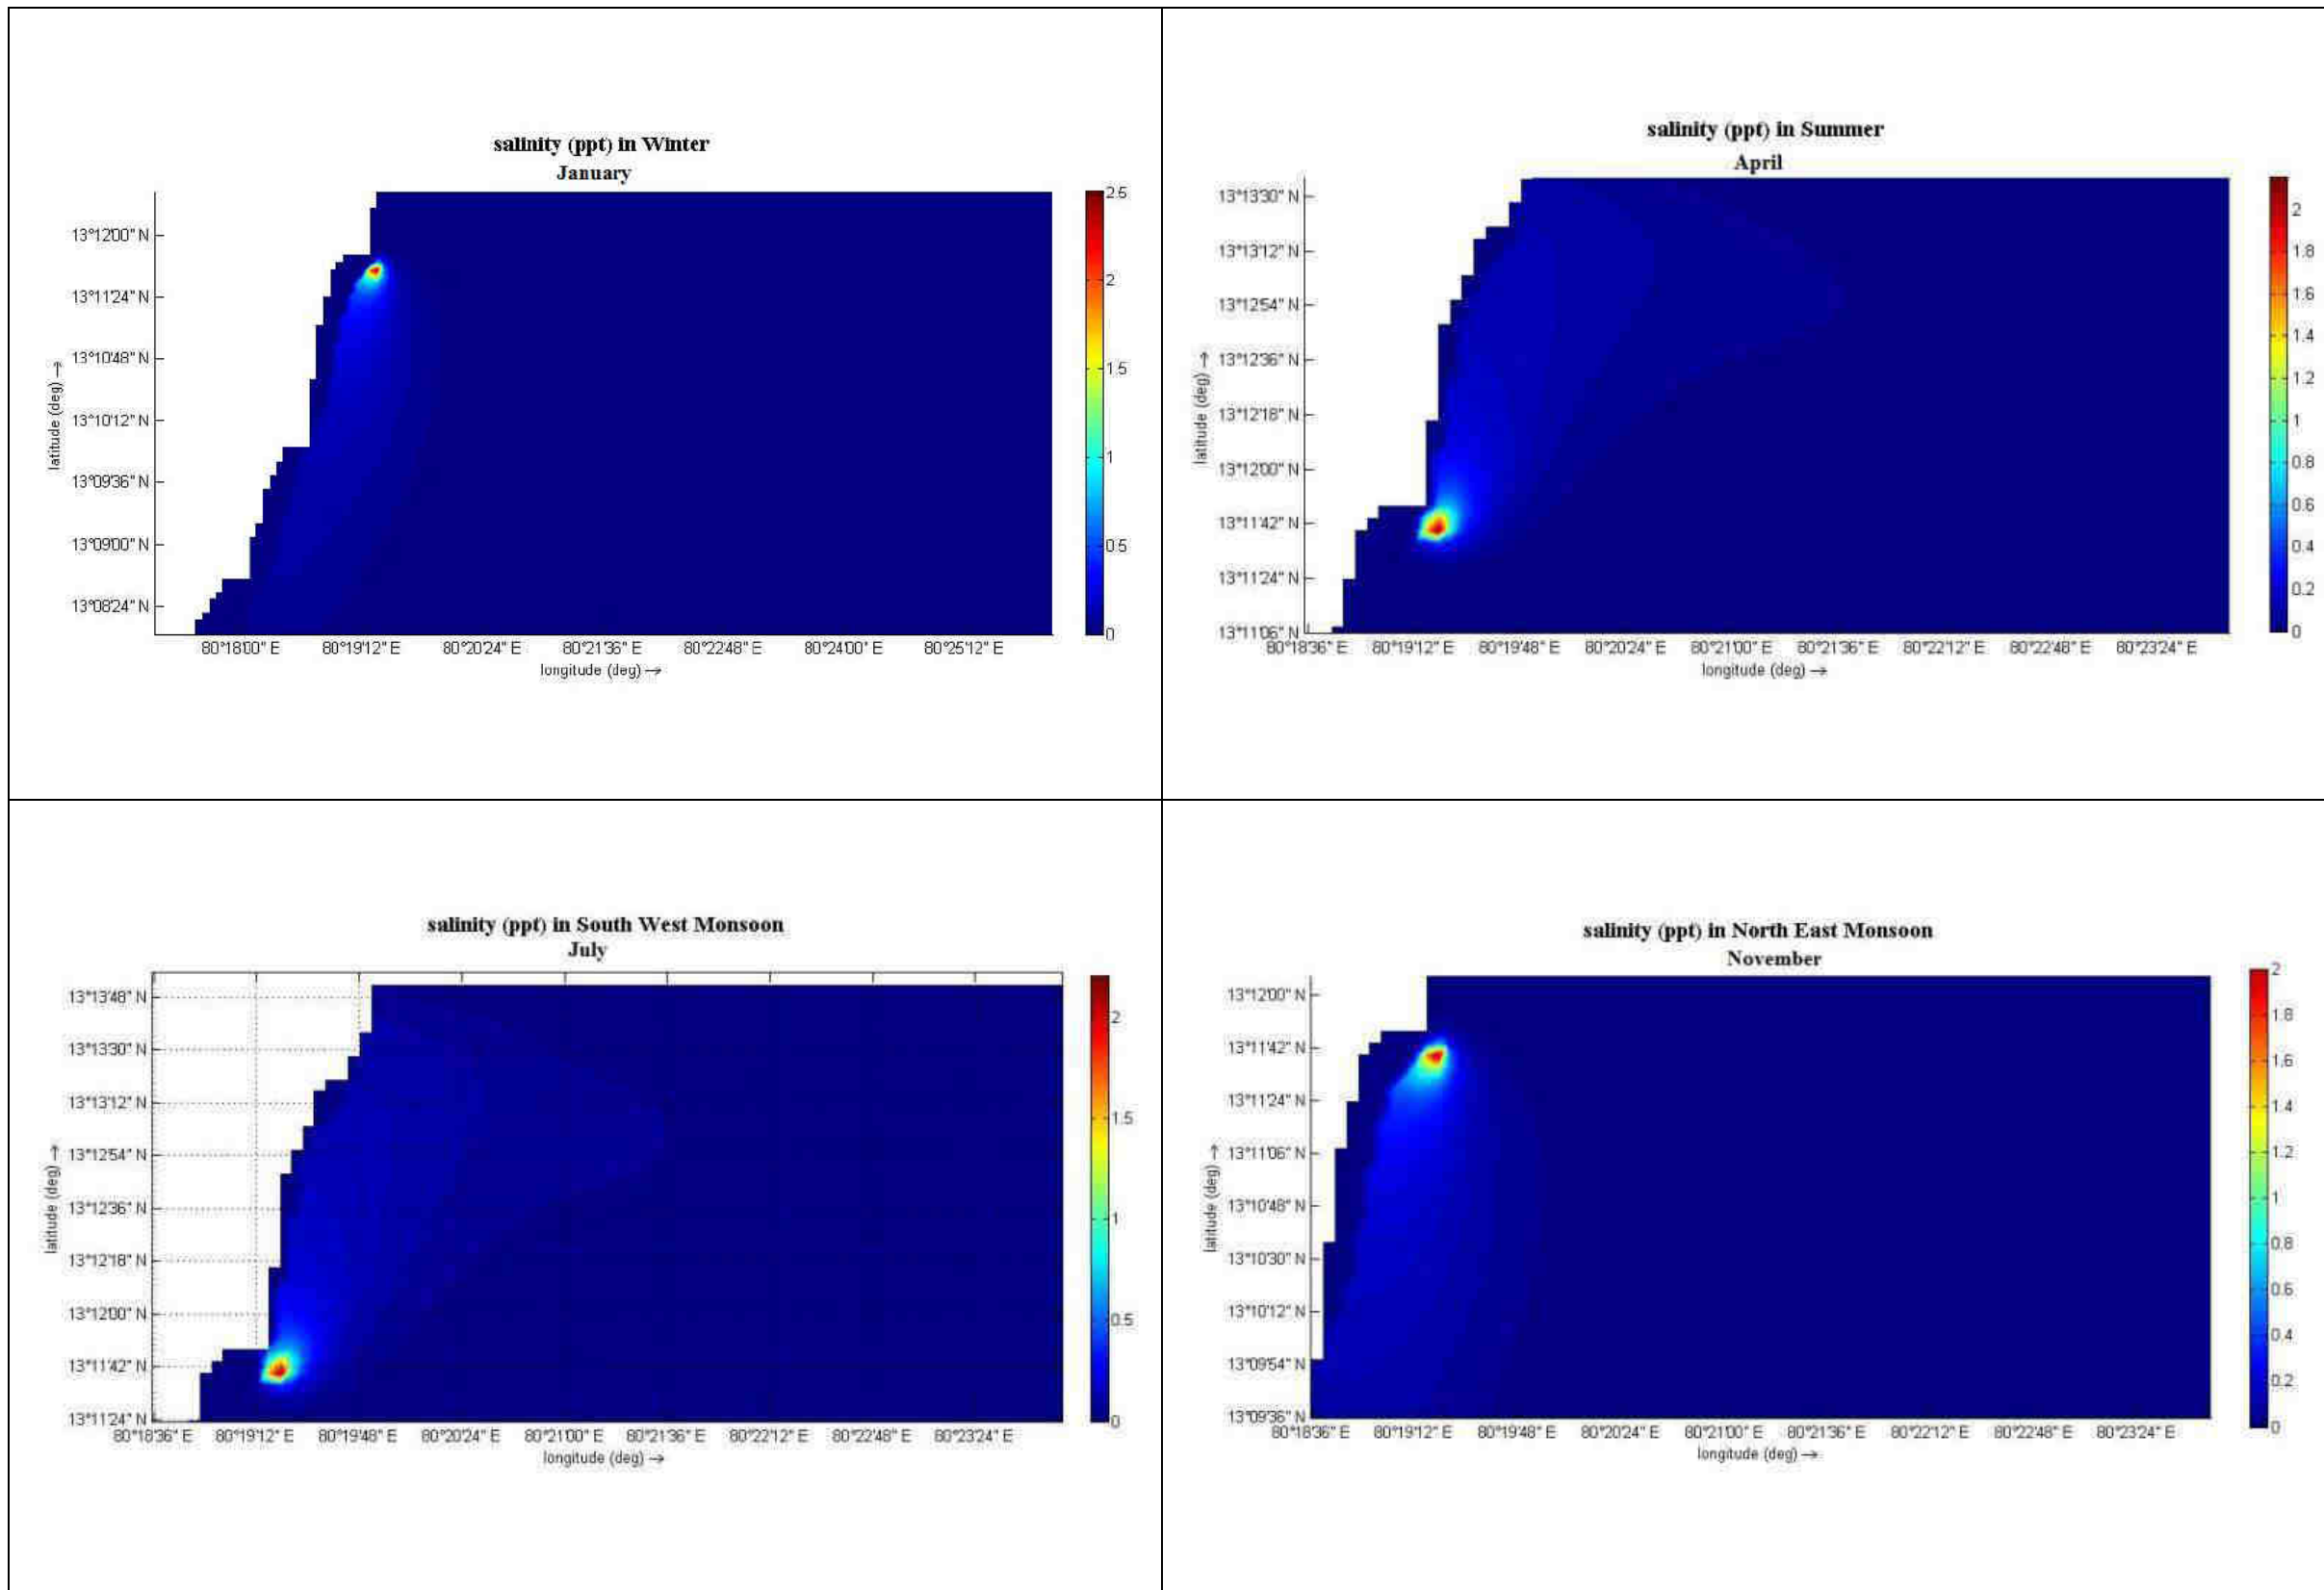 salinity (ppt) in Winter
January
13°12'00" N
13°11'24" N
13°10'48" N
13°10'12" N
13°09'36" N
13°09'00" N
13°08'24" N
latitude (deg) →
80°18'00" E 80°19'12" E 80°20'24" E 80°21'36" E 80°22'48" E 80°24'00" E 80°25'12" E
longitude (deg) →
2.5
2
1.5
1
0.5
0
salinity (ppt) in Summer
April
13°13'30" N
13°13'12" N
13°12'54" N
13°12'36" N
13°12'18" N
13°12'00" N
13°11'42" N
13°11'24" N
13°11'06" N
latitude (deg) →
80°18'36" E 80°19'12" E 80°19'48" E 80°20'24" E 80°21'00" E 80°21'36" E 80°22'12" E 80°22'48" E 80°23'24" E
longitude (deg) →
2
1.8
1.6
1.4
1.2
1
0.8
0.6
0.4
0.2
0
salinity (ppt) in South West Monsoon
July
13°13'48" N
13°13'30" N
13°13'12" N
13°12'54" N
13°12'36" N
13°12'18" N
13°12'00" N
13°11'42" N
13°11'24" N
latitude (deg) →
80°18'36" E 80°19'12" E 80°19'48" E 80°20'24" E 80°21'00" E 80°21'36" E 80°22'12" E 80°22'48" E 80°23'24" E
longitude (deg) →
2
1.5
1
0.5
0
salinity (ppt) in North East Monsoon
November
13°12'00" N
13°11'42" N
13°11'24" N
13°11'06" N
13°10'48" N
13°10'30" N
13°10'12" N
13°09'54" N
13°09'36" N
latitude (deg) →
80°18'36" E 80°19'12" E 80°19'48" E 80°20'24" E 80°21'00" E 80°21'36" E 80°22'12" E 80°22'48" E 80°23'24" E
longitude (deg) →
2
1.8
1.6
1.4
1.2
1
0.8
0.6
0.4
0.2
0